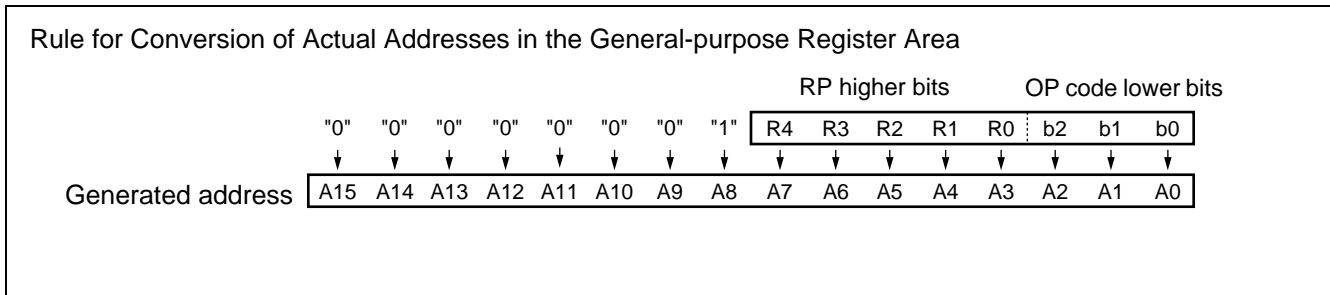 Rule for Conversion of Actual Addresses in the General-purpose Register Area
RP higher bits OP code lower bits
"0" "0" "0" "0" "0" "0" "0" "1" R4 R3 R2 R1 R0 b2 b1 b0
Generated address A15 A14 A13 A12 A11 A10 A9 A8 A7 A6 A5 A4 A3 A2 A1 A0